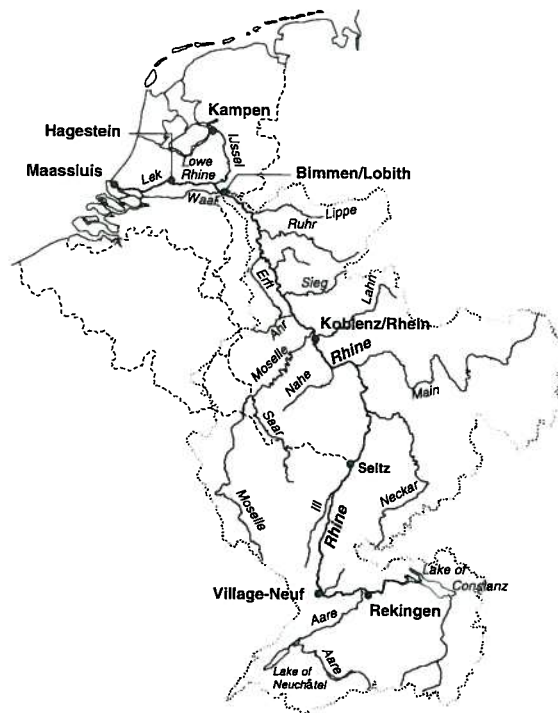 Kampen
Hagestein
IJssel
Lowe
Rhine
Maassluis
Lek
Bimmen/Lobith
Waal
Lippe
Ruhr
Erft
Sieg
Lahn
Ahr
Koblenz/Rhein
Rhine
Moselle
Nahe
Main
Saar
Seltz
Moselle
Ill
Rhine
Neckar
Lake of
Constanz
Village-Neuf
Rekingen
Aare
Aare
Lake of
Neuchâtel